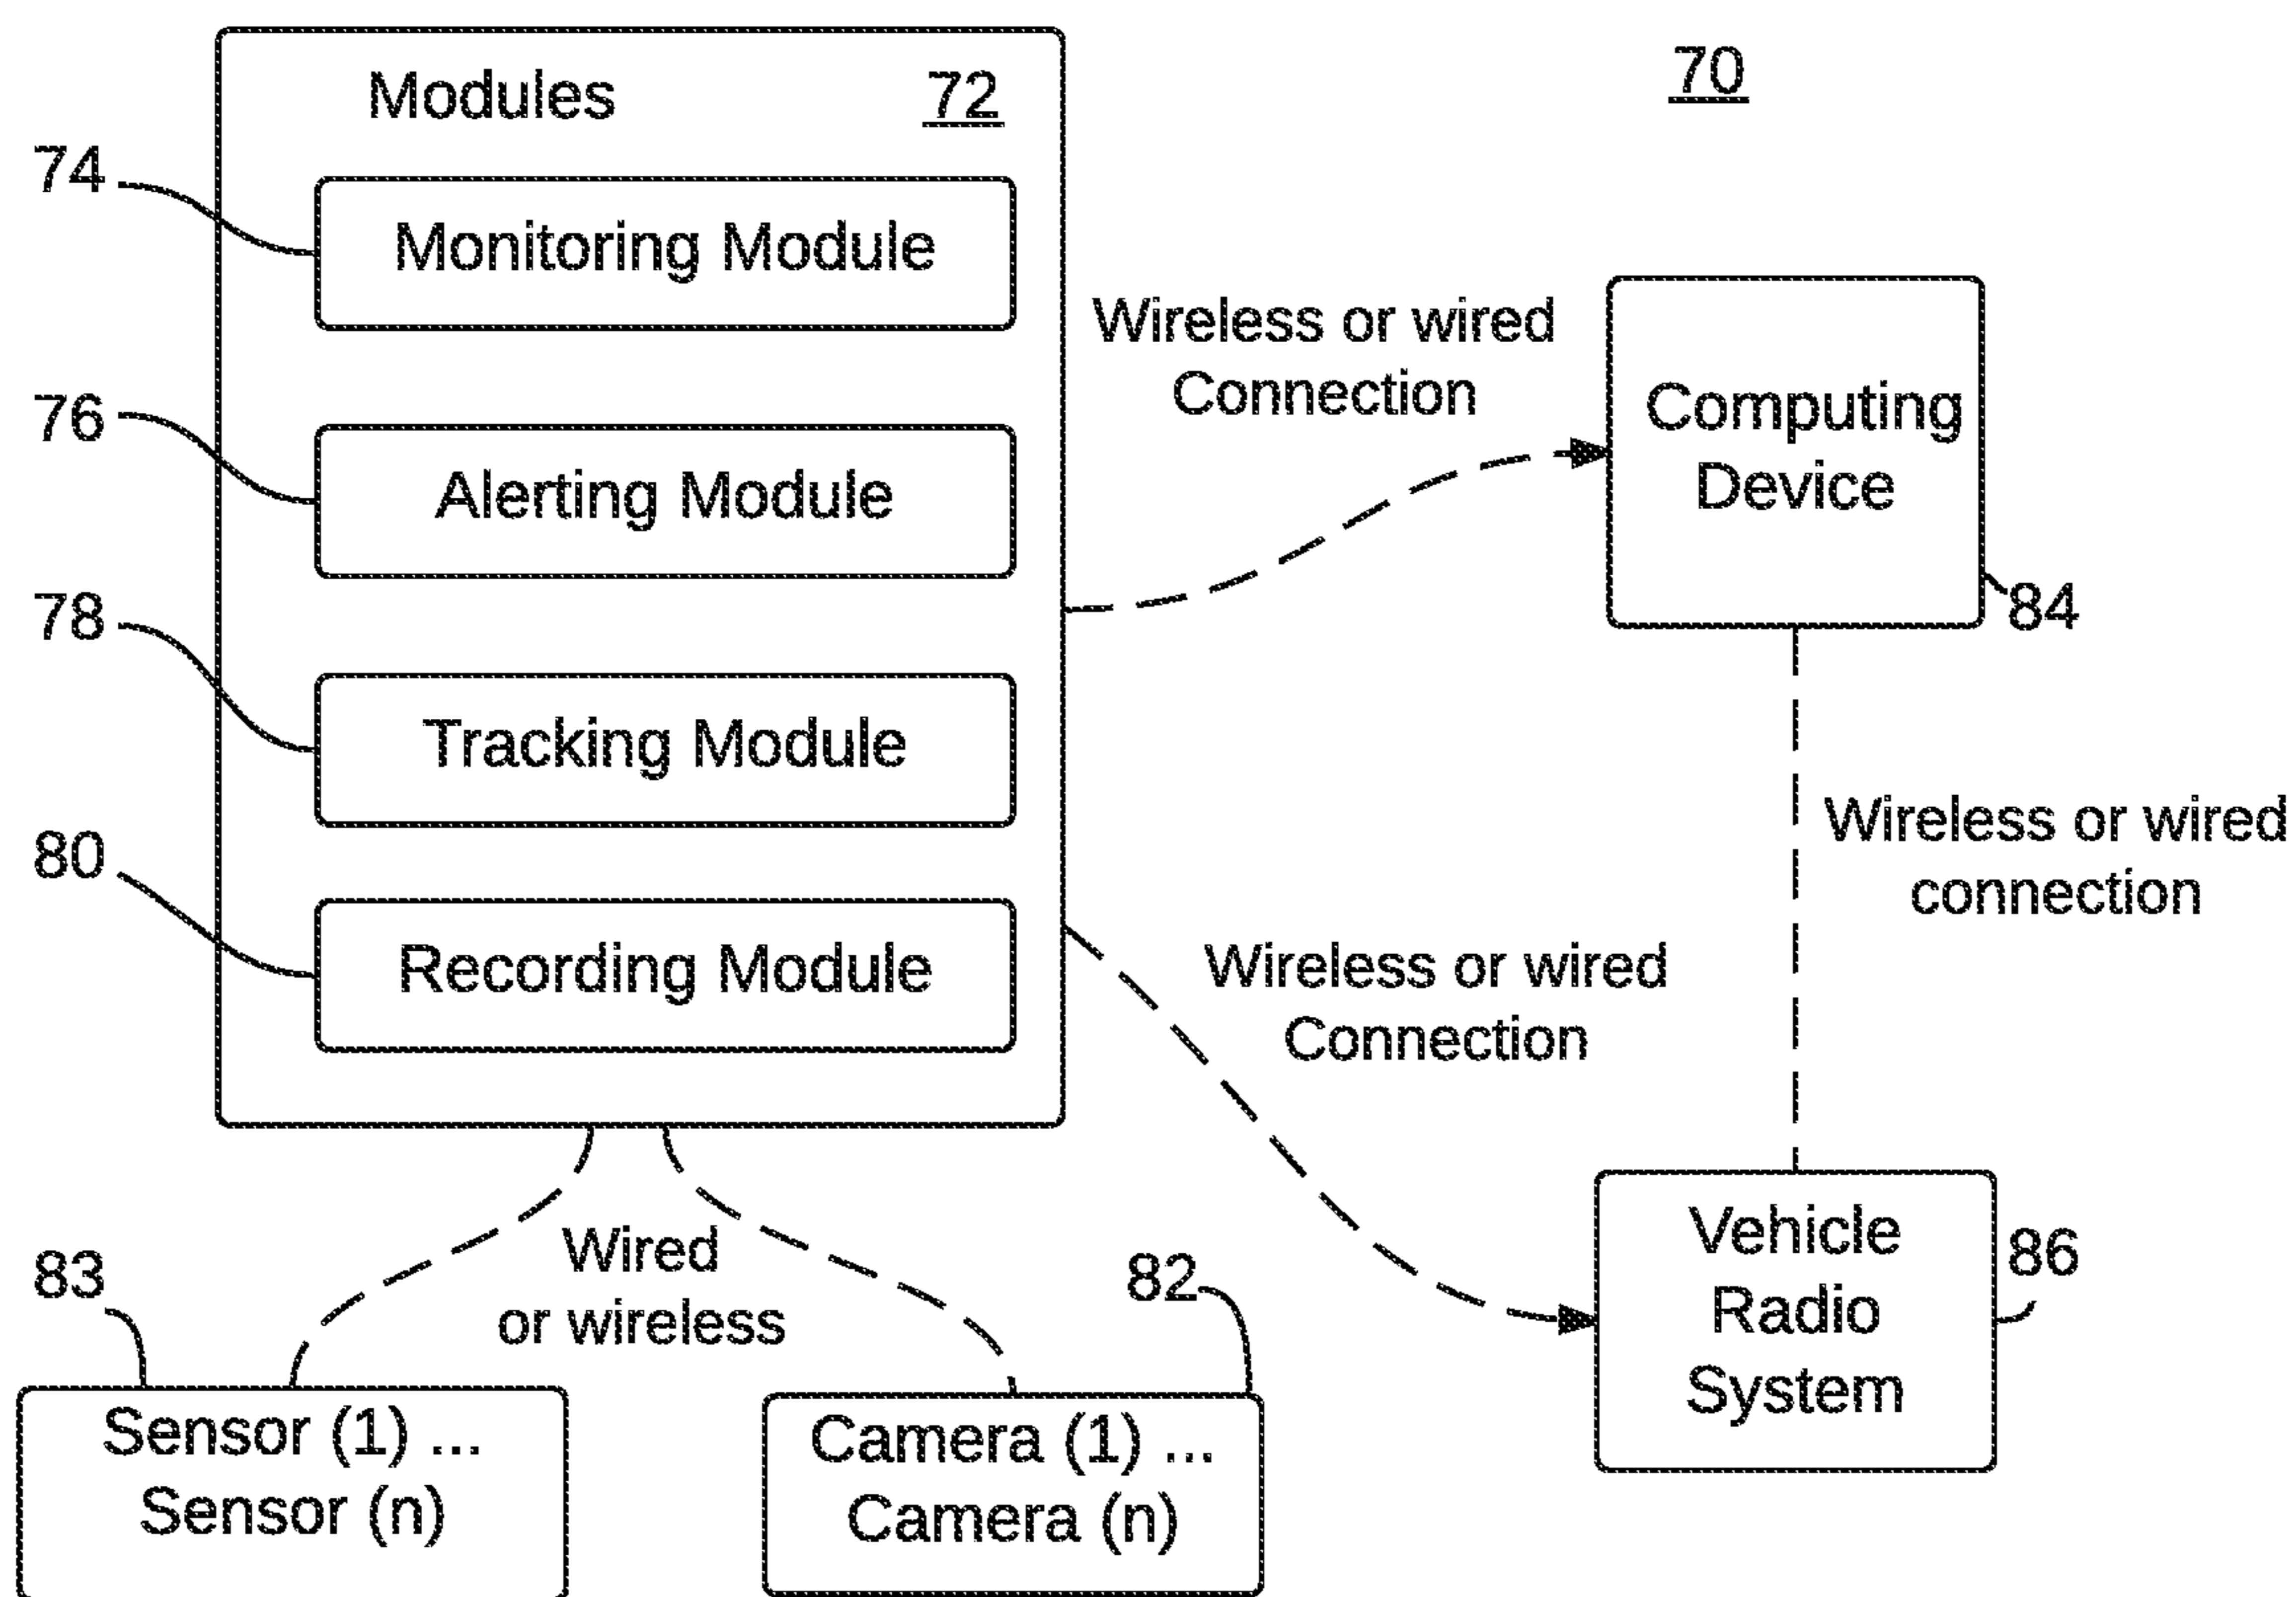 Modules 72
70
74
Monitoring Module
76
Alerting Module
78
Tracking Module
80
Recording Module
Wireless or wired
Connection
Computing
Device
84
Wireless or wired
connection
Wireless or wired
Connection
Vehicle
Radio
System
86
Wired
or wireless
83
Sensor (1) ...
Sensor (n)
82
Camera (1) ...
Camera (n)